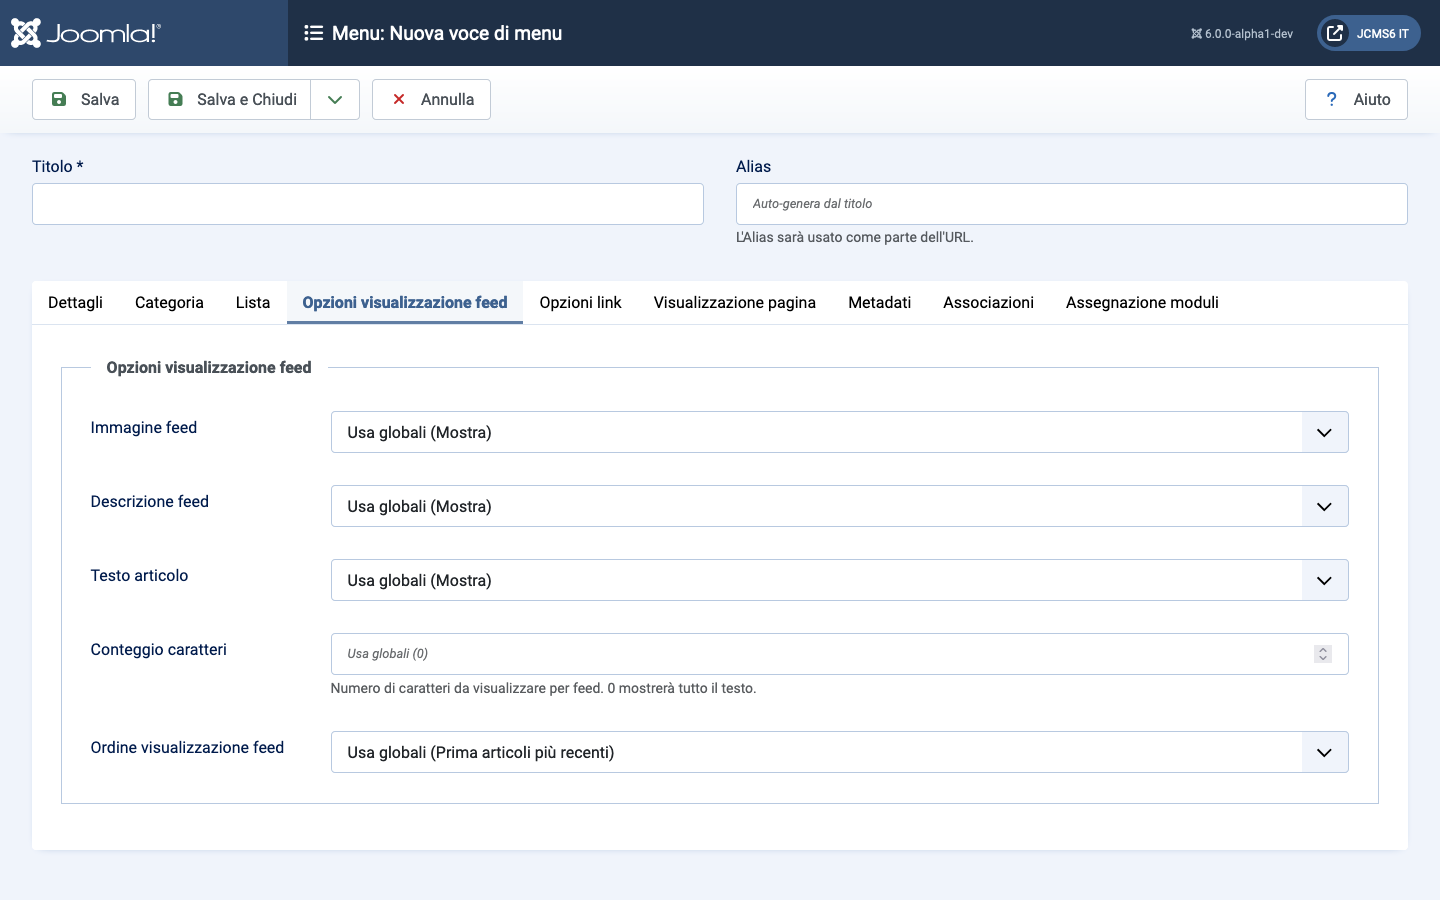 Joomla!®
Menu: Nuova voce di menu
6.0.0-alpha1-dev
JCMS6 IT
Salva
Salva e Chiudi
Annulla
? Aiuto
Titolo *
Alias
Auto-genera dal titolo
L'Alias sarà usato come parte dell'URL.
Dettagli
Categoria
Lista
Opzioni visualizzazione feed
Opzioni link
Visualizzazione pagina
Metadati
Associazioni
Assegnazione moduli
Opzioni visualizzazione feed
Immagine feed
Usa globali (Mostra)
Descrizione feed
Usa globali (Mostra)
Testo articolo
Usa globali (Mostra)
Conteggio caratteri
Usa globali (0)
Numero di caratteri da visualizzare per feed. 0 mostrerà tutto il testo.
Ordine visualizzazione feed
Usa globali (Prima articoli più recenti)